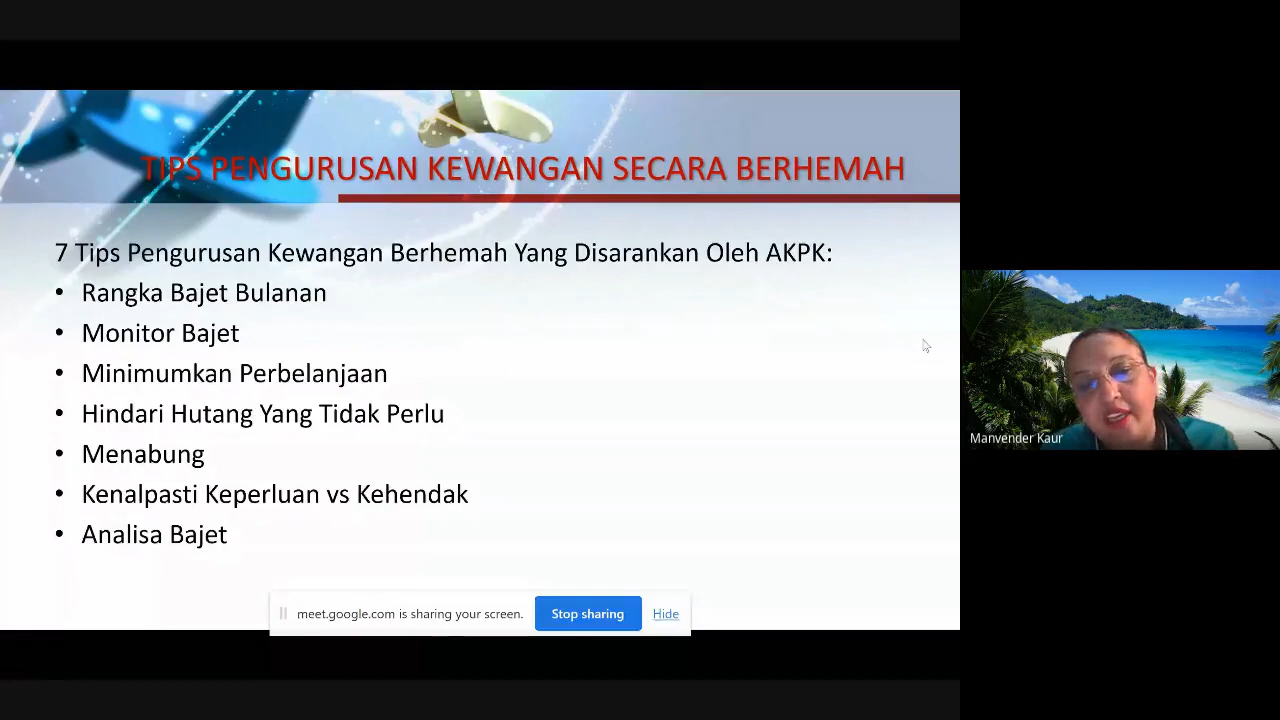 TIPS PENGURUSAN KEWANGAN SECARA BERHEMAH
7 Tips Pengurusan Kewangan Berhemah Yang Disarankan Oleh AKPK:
• Rangka Bajet Bulanan
• Monitor Bajet
• Minimumkan Perbelanjaan
• Hindari Hutang Yang Tidak Perlu
• Menabung
• Kenalpasti Keperluan vs Kehendak
• Analisa Bajet
meet.google.com is sharing your screen. Stop sharing Hide
Manvender Kaur